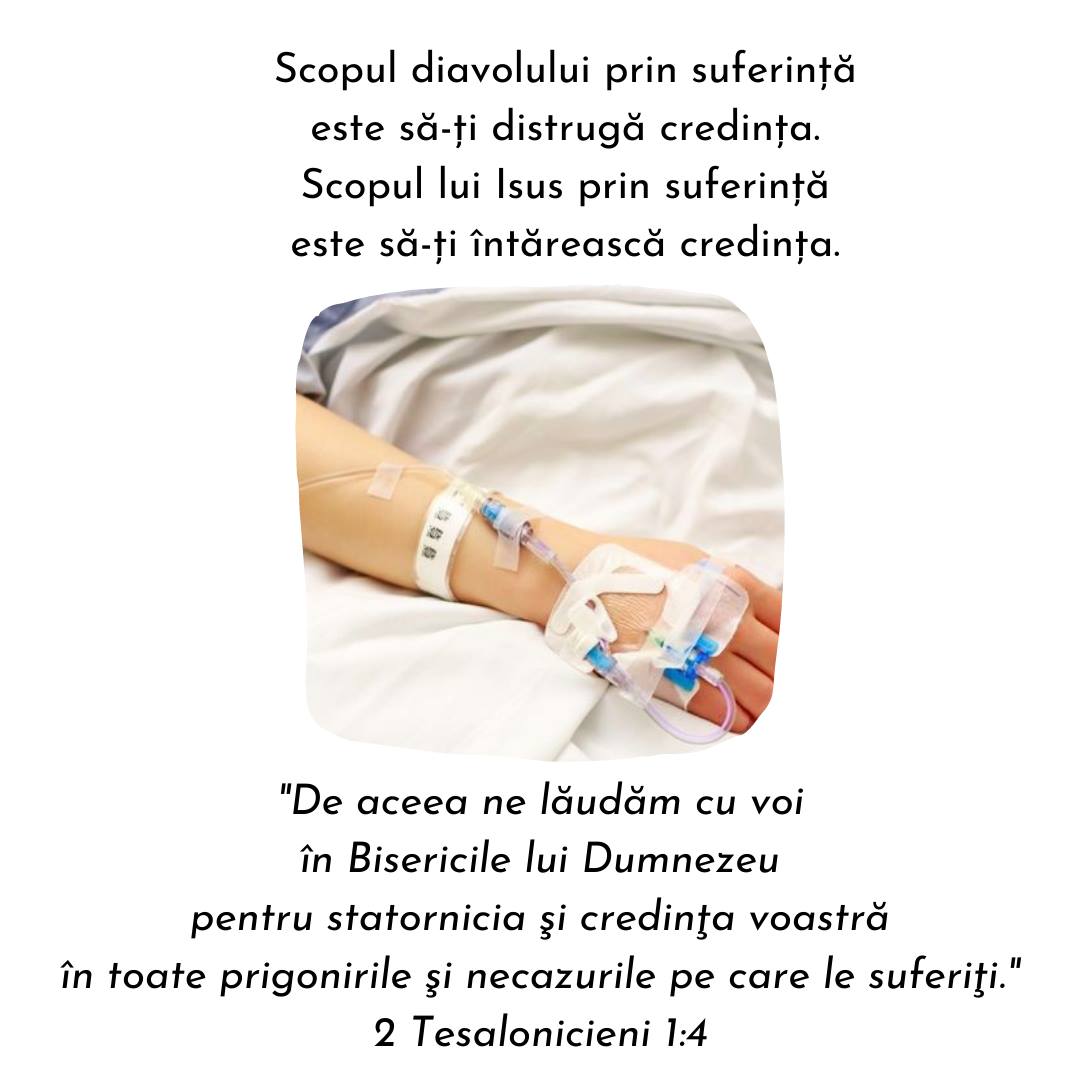 Scopul diavolului prin suferință
este să-ți distrugă credința.
Scopul lui Isus prin suferință
este să-ți întărească credința.
"De aceea ne lăudăm cu voi
în Bisericile lui Dumnezeu
pentru statornicia şi credinţa voastră
în toate prigonirile şi necazurile pe care le suferiţi."
2 Tesalonicieni 1:4